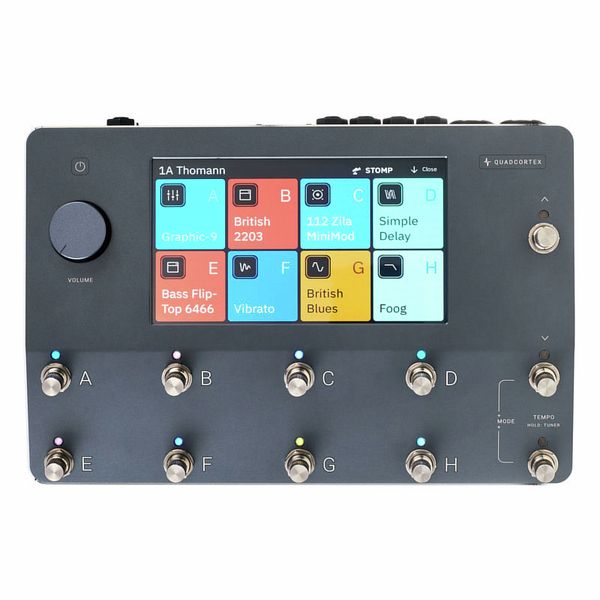 1A Thomann
STOMP
Close
QUADCORTEX
A
Graphic-9
B
British
2203
C
112 Zila
MiniMod
D
Simple
Delay
E
Bass Flip-
Top 6466
F
Vibrato
G
British
Blues
H
Foog
VOLUME
A
B
C
D
MODE
TEMPO
HOLD: TUNER
E
F
G
H